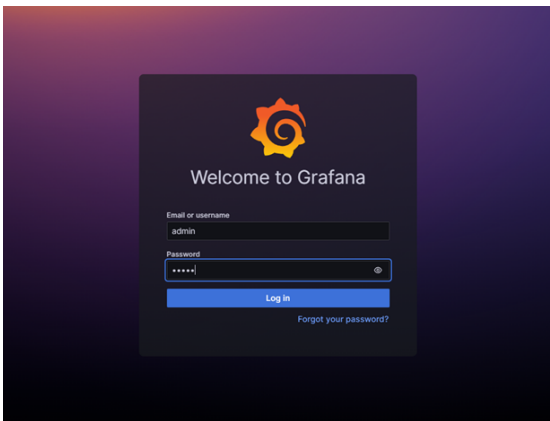 Welcome to Grafana
Email or username
admin
Password
•••••
Log in
Forgot your password?